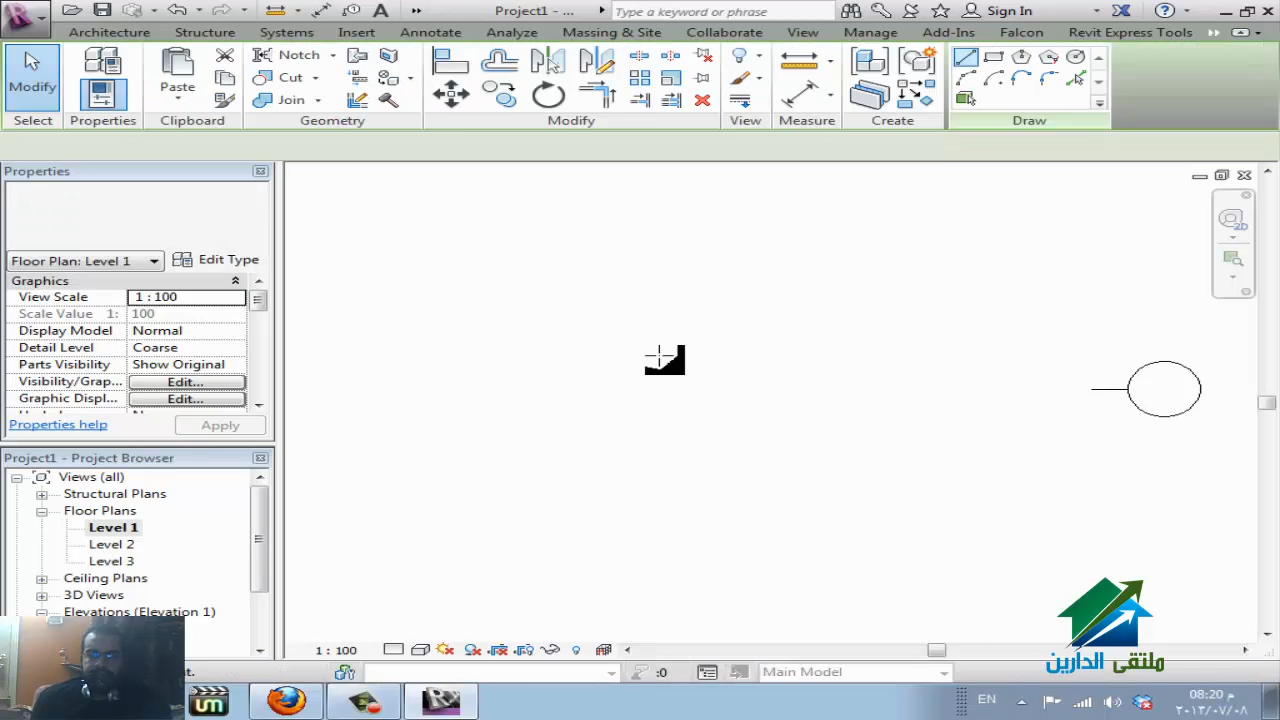 Project1 - ...
Type a keyword or phrase
Sign In
Architecture
Structure
Systems
Insert
Annotate
Analyze
Massing & Site
Collaborate
View
Manage
Add-Ins
Falcon
Revit Express Tools
Modify
Paste
Notch
Cut
Join
Select
Properties
Clipboard
Geometry
Modify
View
Measure
Create
Draw
Properties
Floor Plan: Level 1
Edit Type
Graphics
View Scale
1 : 100
Scale Value 1:
100
Display Model
Normal
Detail Level
Coarse
Parts Visibility
Show Original
Visibility/Grap...
Edit...
Graphic Displ...
Edit...
Properties help
Apply
Project1 - Project Browser
Views (all)
Structural Plans
Floor Plans
Level 1
Level 2
Level 3
Ceiling Plans
3D Views
Elevations (Elevation 1)
2D
1 : 100
:0
Main Model
ملتقى الدارين
EN
08:20 م
٢٠١٣/٠٧/٠٨